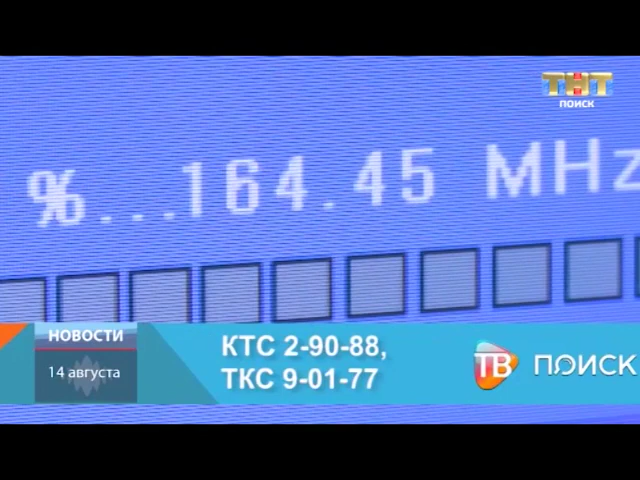 ТНТ
ПОИСК
%...164.45 MHz
НОВОСТИ
14 августа
КТС 2-90-88,
ТКС 9-01-77
ТВ ПОИСК